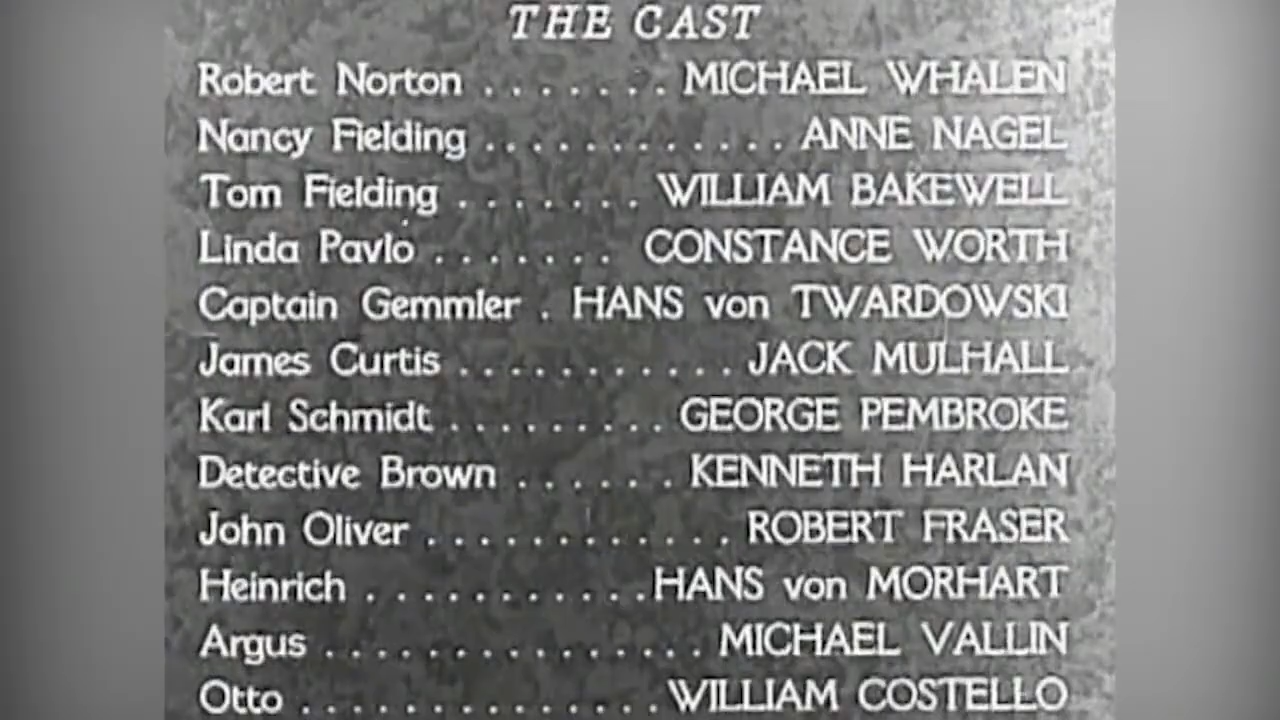 THE CAST
Robert Norton . . . . . . . MICHAEL WHALEN
Nancy Fielding . . . . . . . . . . . . ANNE NAGEL
Tom Fielding . . . . . . . WILLIAM BAKEWELL
Linda Pavlo . . . . . . . CONSTANCE WORTH
Captain Gemmler . HANS von TWARDOWSKI
James Curtis . . . . . . . . . . . JACK MULHALL
Karl Schmidt . . . . . . . . . GEORGE PEMBROKE
Detective Brown . . . . . . KENNETH HARLAN
John Oliver . . . . . . . . . . . . ROBERT FRASER
Heinrich . . . . . . . . . . . HANS von MORHART
Argus . . . . . . . . . . . . . . . MICHAEL VALLIN
Otto . . . . . . . . . . . . . . WILLIAM COSTELLO